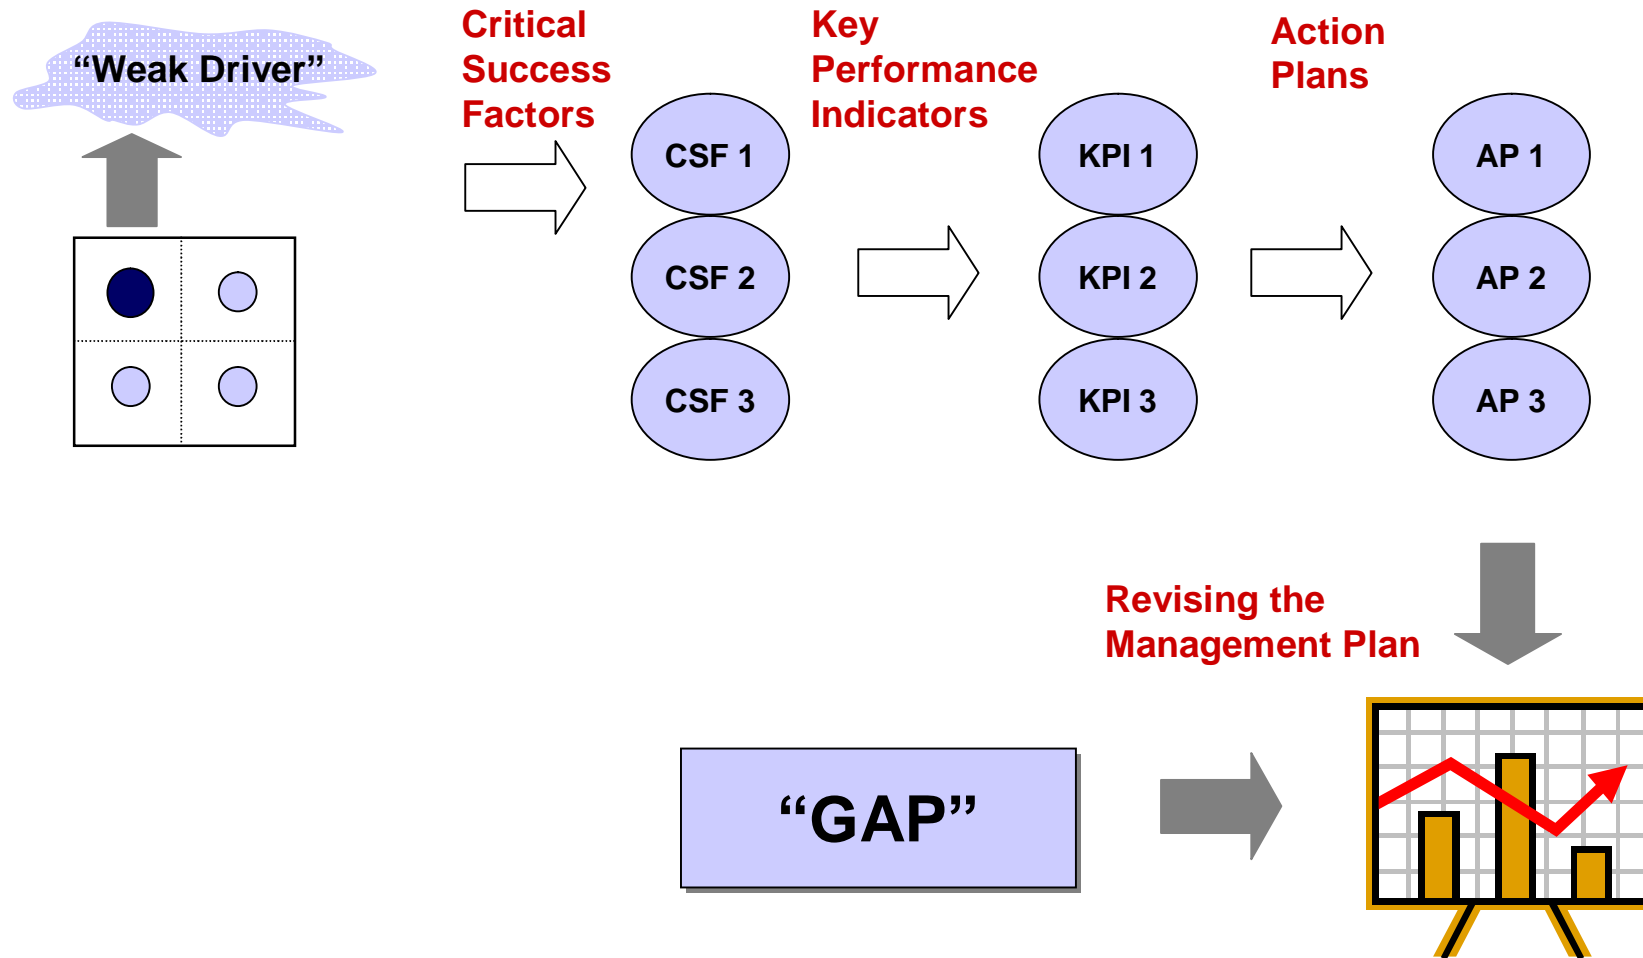 “Weak Driver”
Critical
Success
Factors
Key
Performance
Indicators
Action
Plans
CSF 1
KPI 1
AP 1
CSF 2
KPI 2
AP 2
CSF 3
KPI 3
AP 3
Revising the
Management Plan
“GAP”